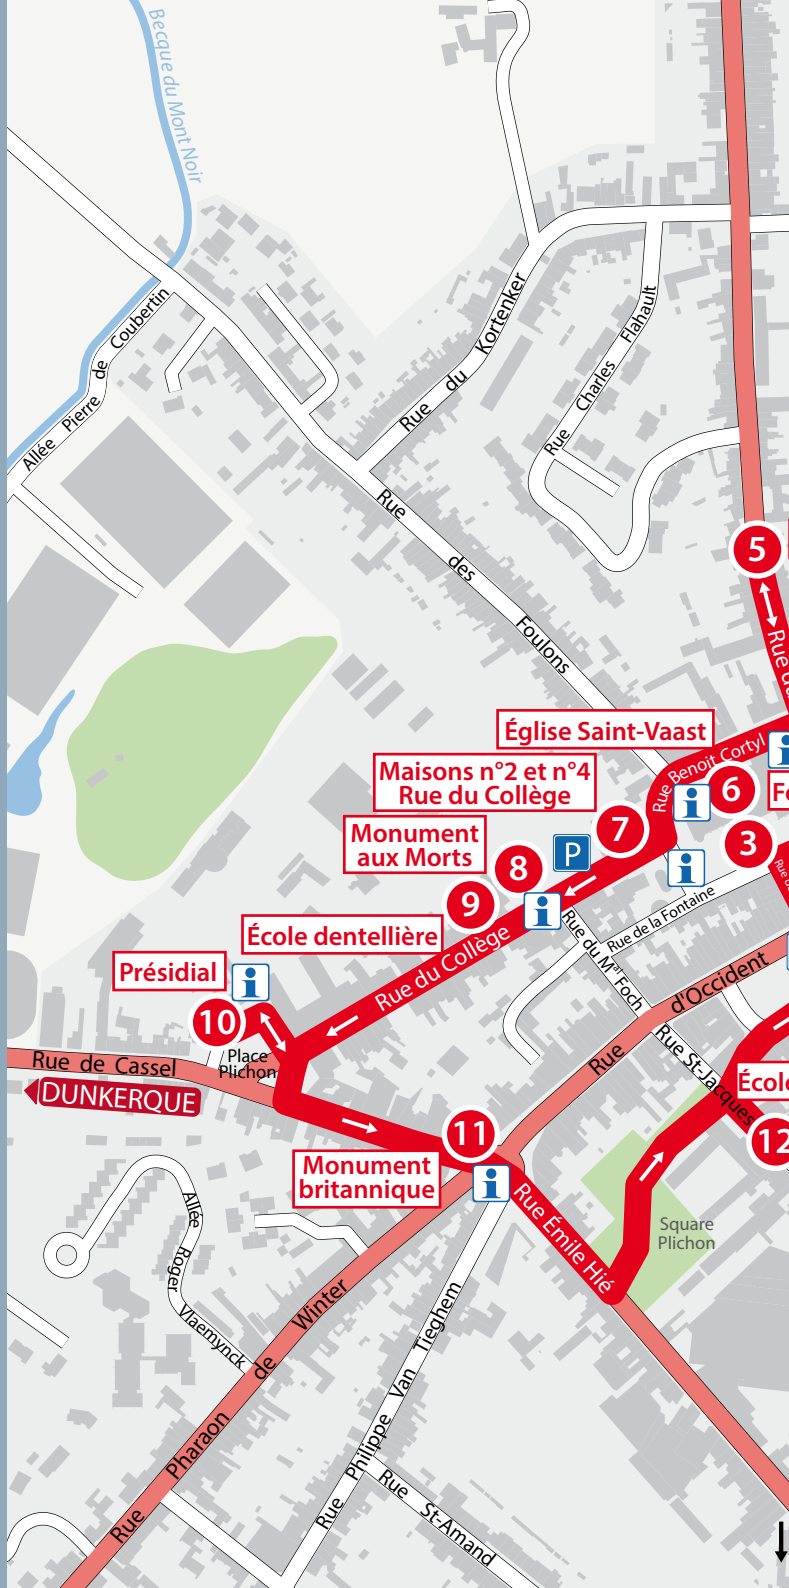 Becque du Mont Noir
Allée Pierre de Coubertin
Rue du Kortenker
Rue Charles Flahault
Rue des Foulons
5
Église Saint-Vaast
Rue Benoit Cortyl
i
Maisons n°2 et n°4
Rue du Collège
i
6
7
3
Monument
aux Morts
P
8
i
9
i
École dentellière
Rue du Collège
Rue de la Fontaine
Rue du Mal Foch
Présidial
i
10
Place
Plichon
Rue de Cassel
DUNKERQUE
Rue d'Occident
Rue St-Jacques
11
12
Monument
britannique
i
Rue Émile Hié
Square
Plichon
Allée Roger Vlaemynck
Rue Pharaon de Winter
Rue Philippe Van Tieghem
Rue St-Amand